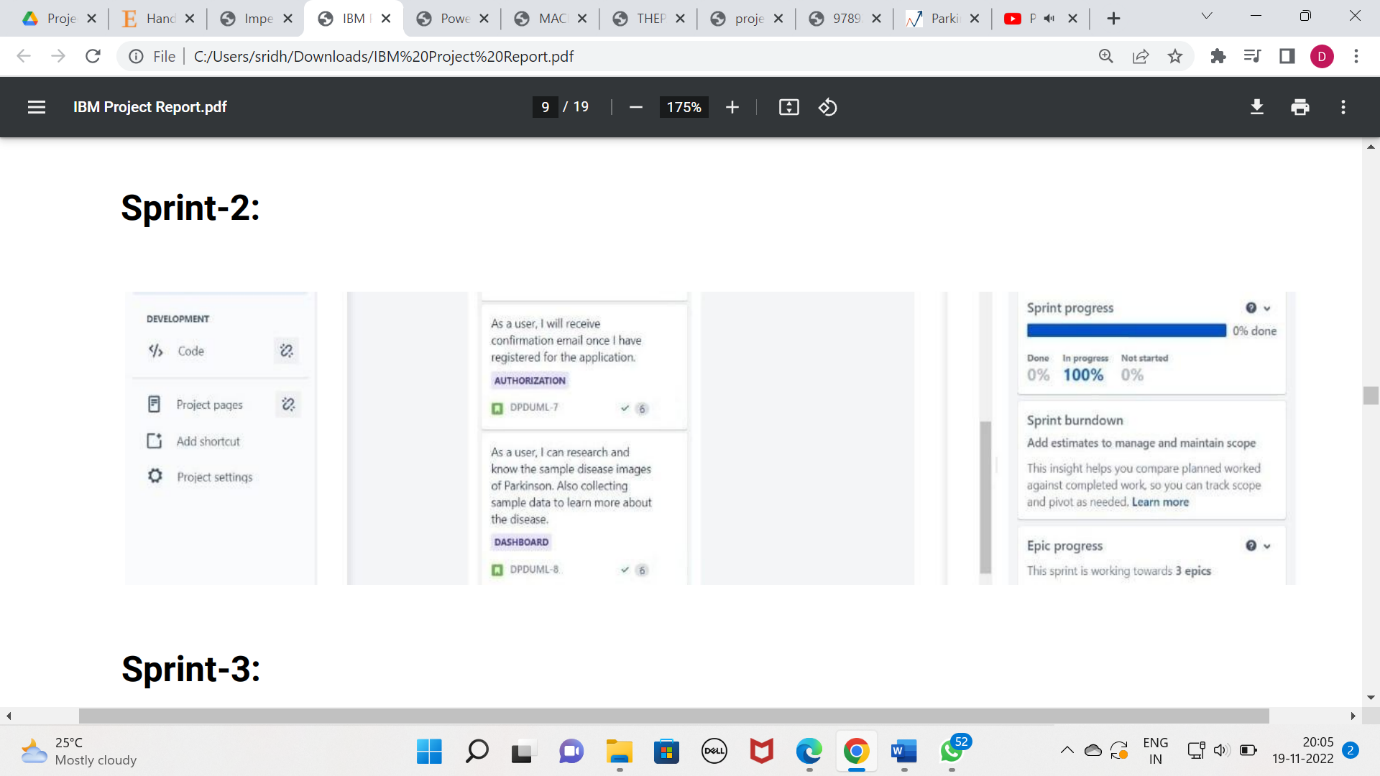 Proje
Hand
Impe
IBM
Powe
MAC
THEP
proje
9789
Parki
P
File
C:/Users/sridh/Downloads/IBM%20Project%20Report.pdf
D
IBM Project Report.pdf
9 / 19
175%
Sprint-2:
DEVELOPMENT
Code
Project pages
Add shortcut
Project settings
As a user, I will receive
confirmation email once I have
registered for the application.
AUTHORIZATION
DPDUML-7
6
As a user, I can research and
know the sample disease images
of Parkinson. Also collecting
sample data to learn more about
the disease.
DASHBOARD
DPDUML-8
6
Sprint progress
0% done
Done In progress Not started
0% 100% 0%
Sprint burndown
Add estimates to manage and maintain scope
This insight helps you compare planned worked
against completed work, so you can track scope
and pivot as needed. Learn more
Epic progress
This sprint is working towards 3 epics
Sprint-3:
25°C
Mostly cloudy
DELL
W
52
ENG
IN
20:05
19-11-2022
2